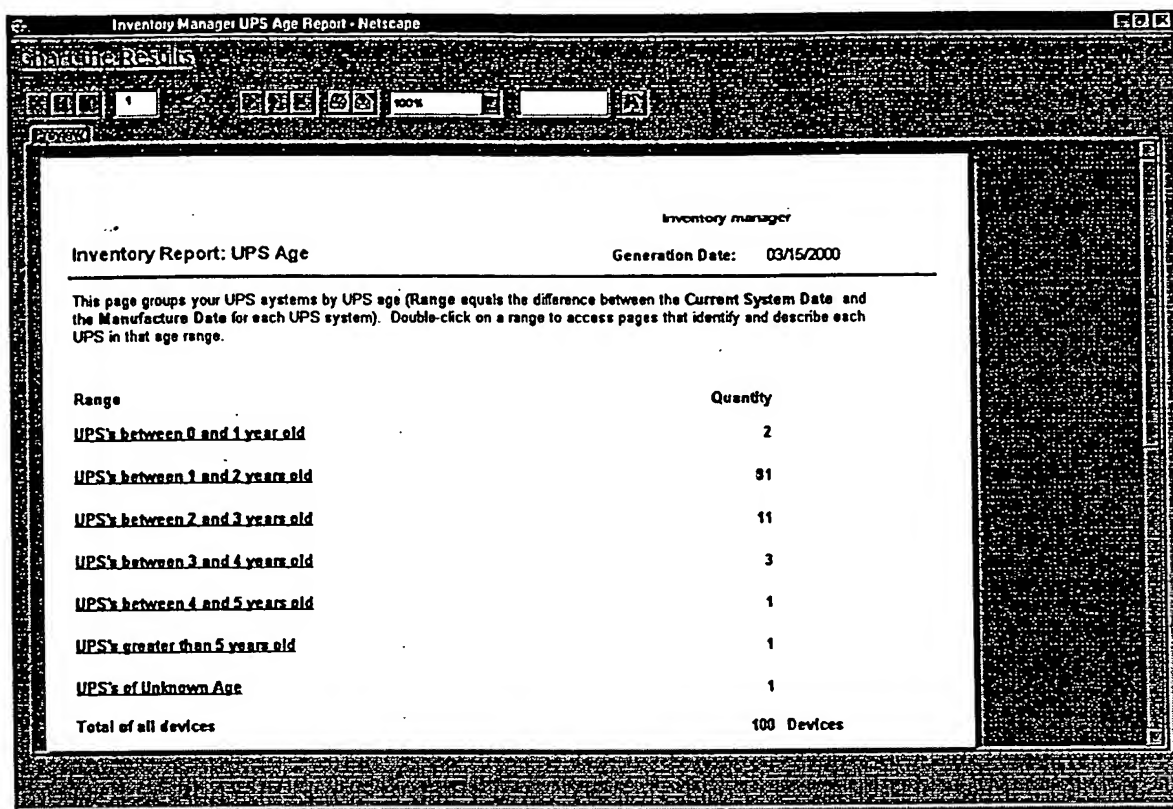 Inventory Manager UPS Age Report - Netscape
Results
1
100%
Preview
Inventory manager
Inventory Report: UPS Age Generation Date: 03/15/2000
This page groups your UPS systems by UPS age (Range equals the difference between the Current System Date and
the Manufacture Date for each UPS system). Double-click on a range to access pages that identify and describe each
UPS in that age range.
Range Quantity
UPS's between 0 and 1 year old 2
UPS's between 1 and 2 years old 81
UPS's between 2 and 3 years old 11
UPS's between 3 and 4 years old 3
UPS's between 4 and 5 years old 1
UPS's greater than 5 years old 1
UPS's of Unknown Age 1
Total of all devices 100 Devices